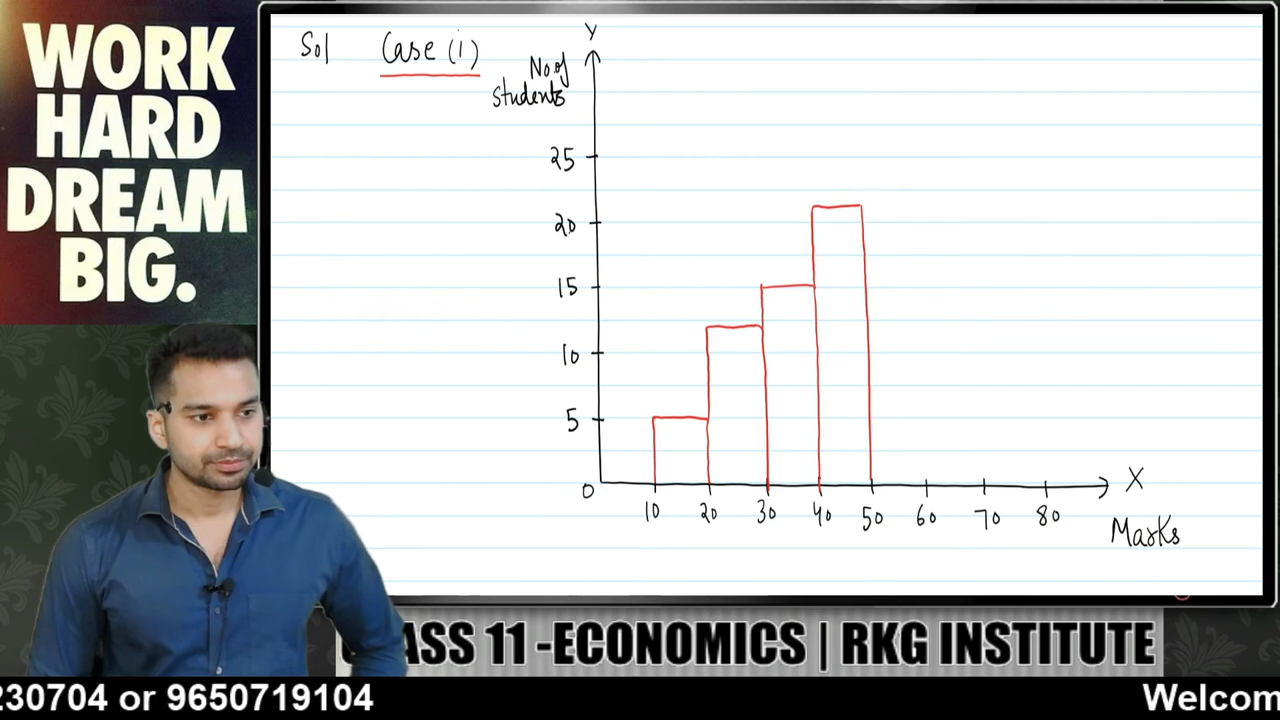 WORK
HARD
DREAM
BIG.
Sol Case (i)
Y
No. of
students
25
20
15
10
5
0
10 20 30 40 50 60 70 80
X
Marks
ASS 11 -ECONOMICS | RKG INSTITUTE
230704 or 9650719104 Welcom